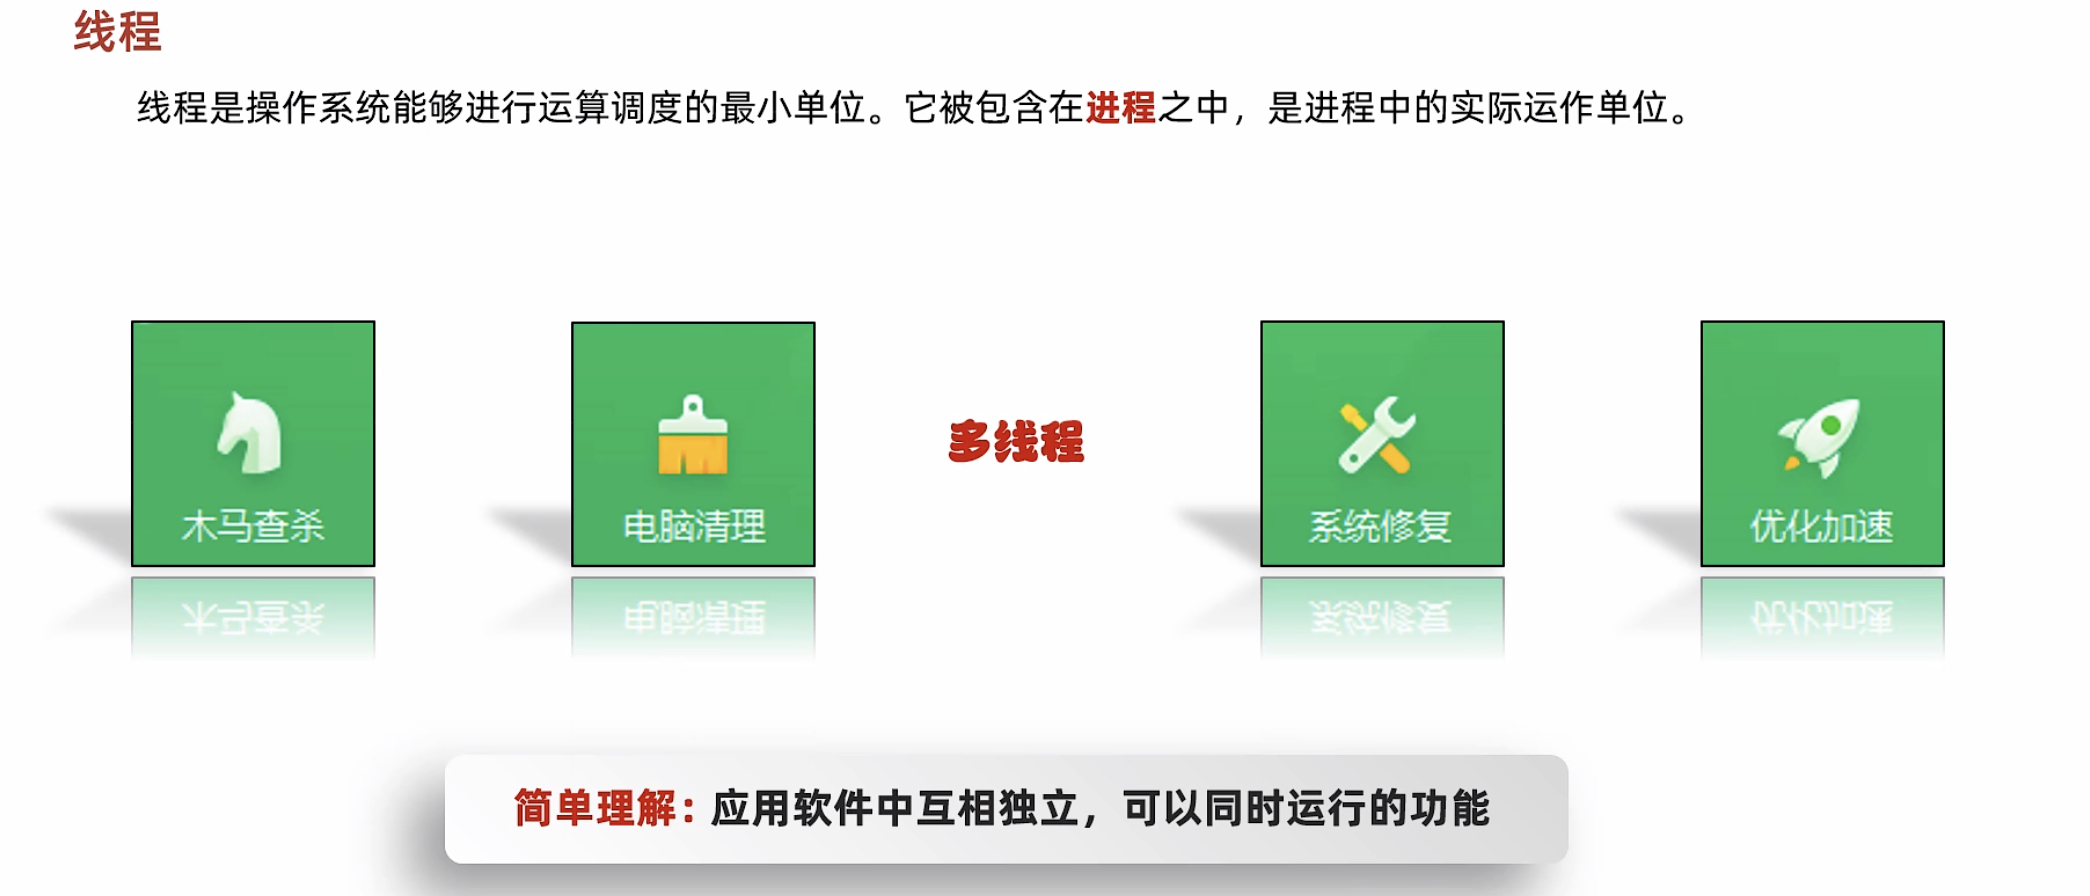 线程
线程是操作系统能够进行运算调度的最小单位。它被包含在进程之中，是进程中的实际运作单位。
木马查杀
电脑清理
多线程
系统修复
优化加速
简单理解：应用软件中互相独立，可以同时运行的功能